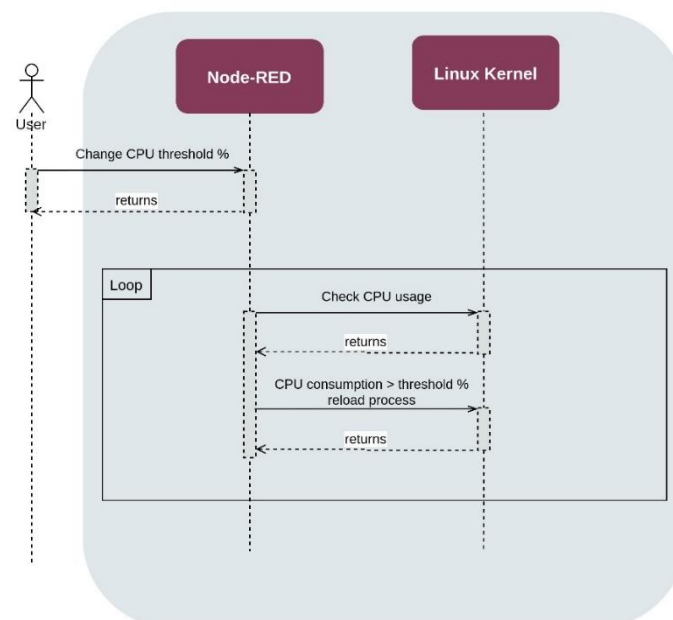 Node-RED
Linux Kernel
User
Change CPU threshold %
returns
Loop
Check CPU usage
returns
CPU consumption > threshold %
reload process
returns